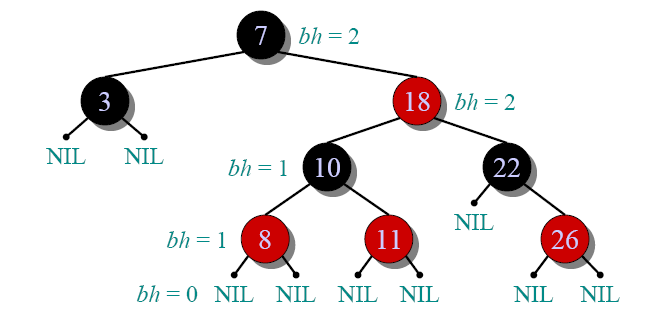 7 bh = 2
3 18 bh = 2
NIL NIL bh = 1 10 22
NIL
bh = 1 8 11 26
bh = 0 NIL NIL NIL NIL NIL NIL